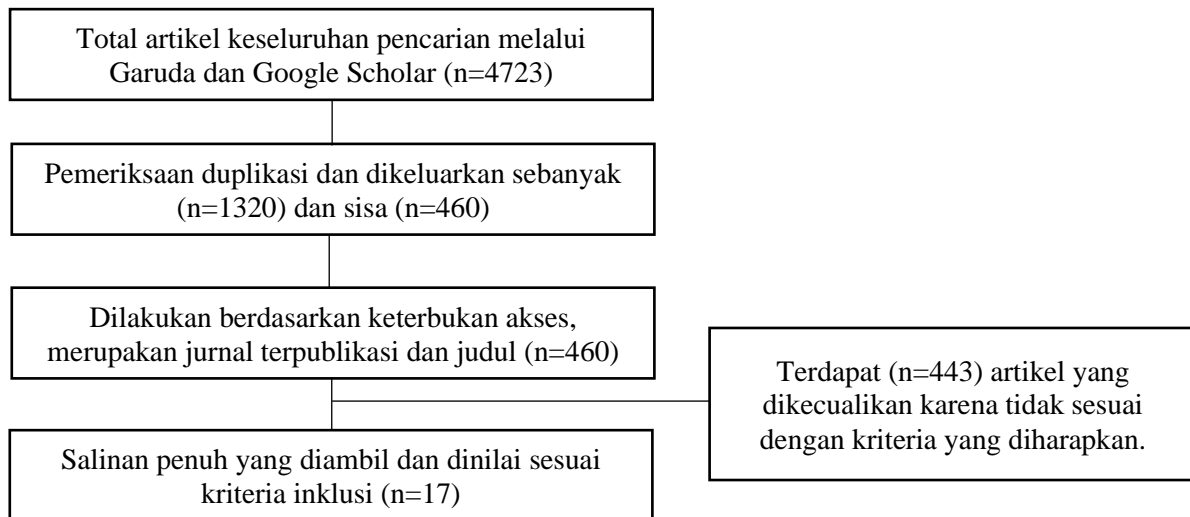 Total artikel keseluruhan pencarian melalui
Garuda dan Google Scholar (n=4723)
Pemeriksaan duplikasi dan dikeluarkan sebanyak
(n=1320) dan sisa (n=460)
Dilakukan berdasarkan keterbukan akses,
merupakan jurnal terpublikasi dan judul (n=460)
Terdapat (n=443) artikel yang
dikecualikan karena tidak sesuai
dengan kriteria yang diharapkan.
Salinan penuh yang diambil dan dinilai sesuai
kriteria inklusi (n=17)